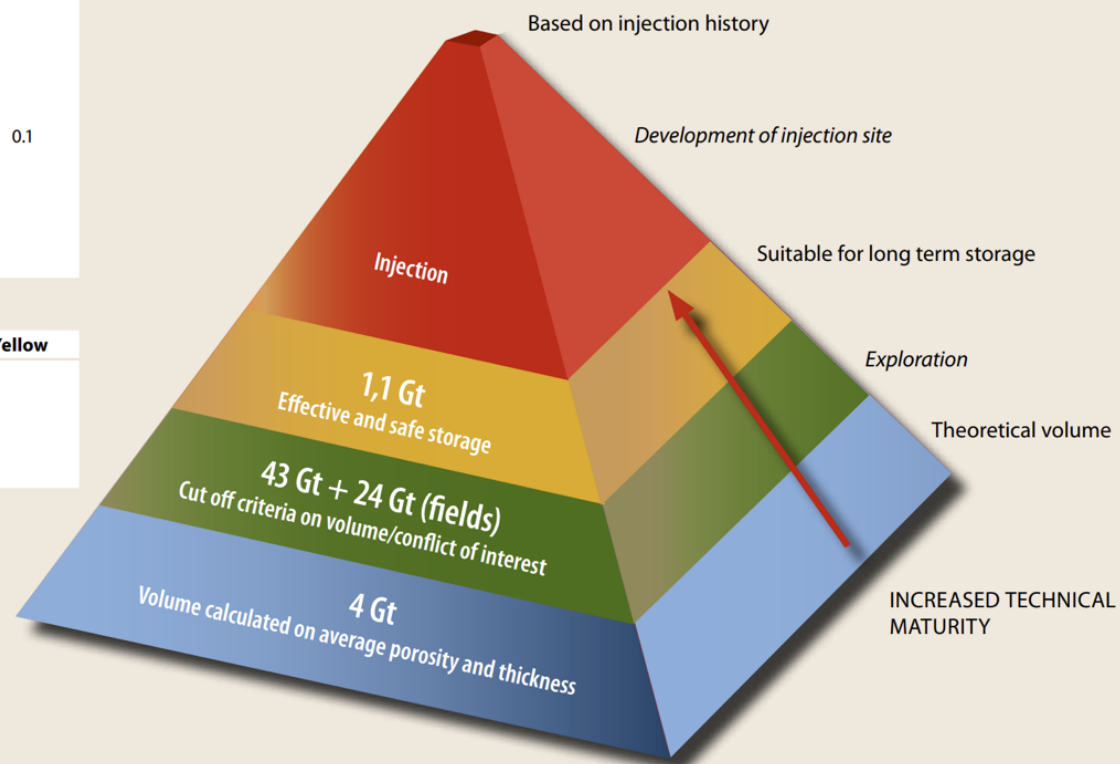 Based on injection history
0.1
Development of injection site
Suitable for long term storage
Injection
Yellow
Exploration
1,1 Gt
Effective and safe storage
Theoretical volume
43 Gt + 24 Gt (fields)
Cut off criteria on volume/conflict of interest
4 Gt
Volume calculated on average porosity and thickness
INCREASED TECHNICAL
MATURITY